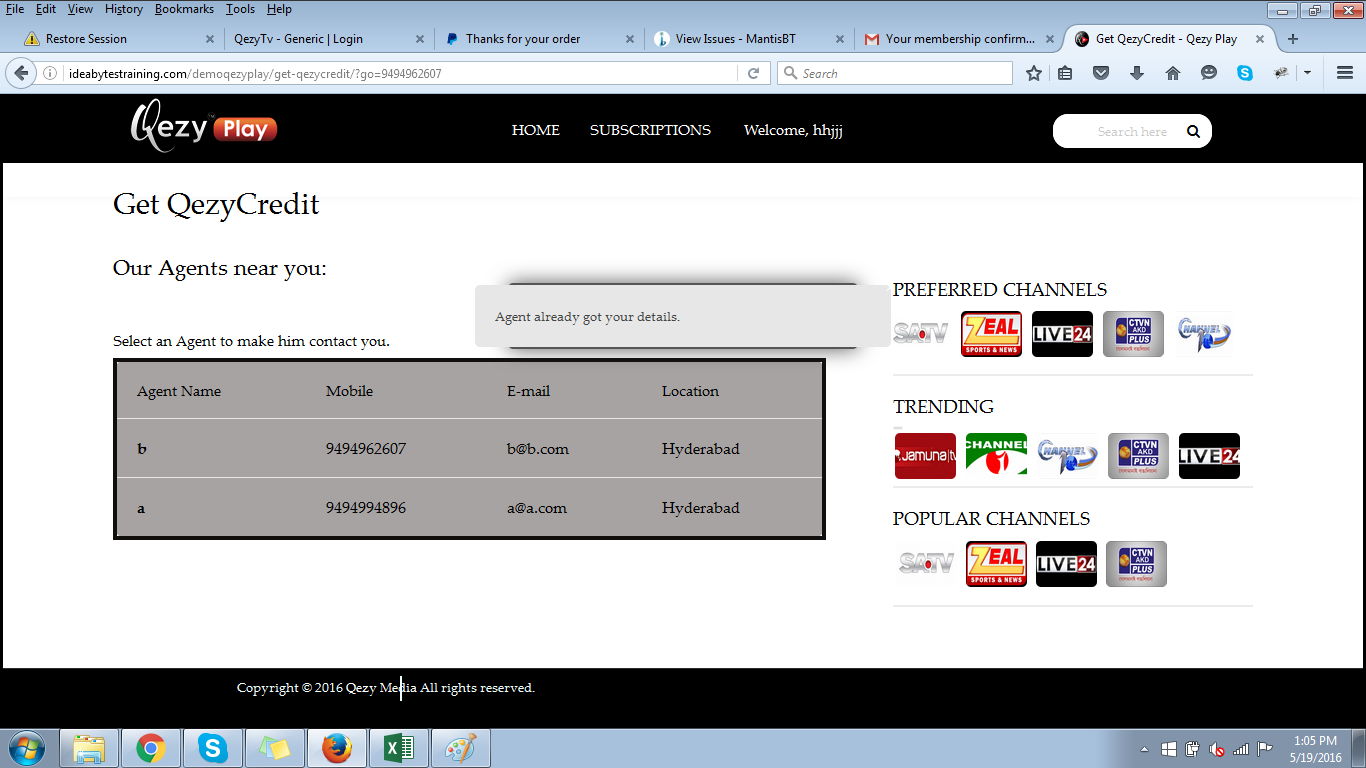 File Edit View History Bookmarks Tools Help
Restore Session QezyTv - Generic | Login Thanks for your order View Issues - MantisBT Your membership confirm... Get QezyCredit - Qezy Play
ideabytestraining.com/demoqezyplay/get-qezycredit/?go=9494962607 Search
Qezy Play HOME SUBSCRIPTIONS Welcome, hhjjj Search here
Get QezyCredit
Our Agents near you:
Agent already got your details.
Select an Agent to make him contact you.
Agent Name Mobile E-mail Location
b 9494962607 b@b.com Hyderabad
a 9494994896 a@a.com Hyderabad
PREFERRED CHANNELS
SATV ZEAL SPORTS & NEWS LIVE24 CTVN AKD PLUS CHANNEL 10
TRENDING
Jamuna|tv CHANNEL i CHANNEL 10 CTVN AKD PLUS LIVE24
POPULAR CHANNELS
SATV ZEAL SPORTS & NEWS LIVE24 CTVN AKD PLUS
Copyright © 2016 Qezy Media All rights reserved.
1:05 PM
5/19/2016